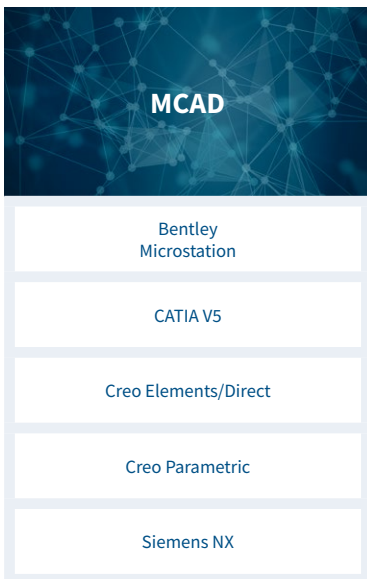 MCAD
Bentley
Microstation
CATIA V5
Creo Elements/Direct
Creo Parametric
Siemens NX